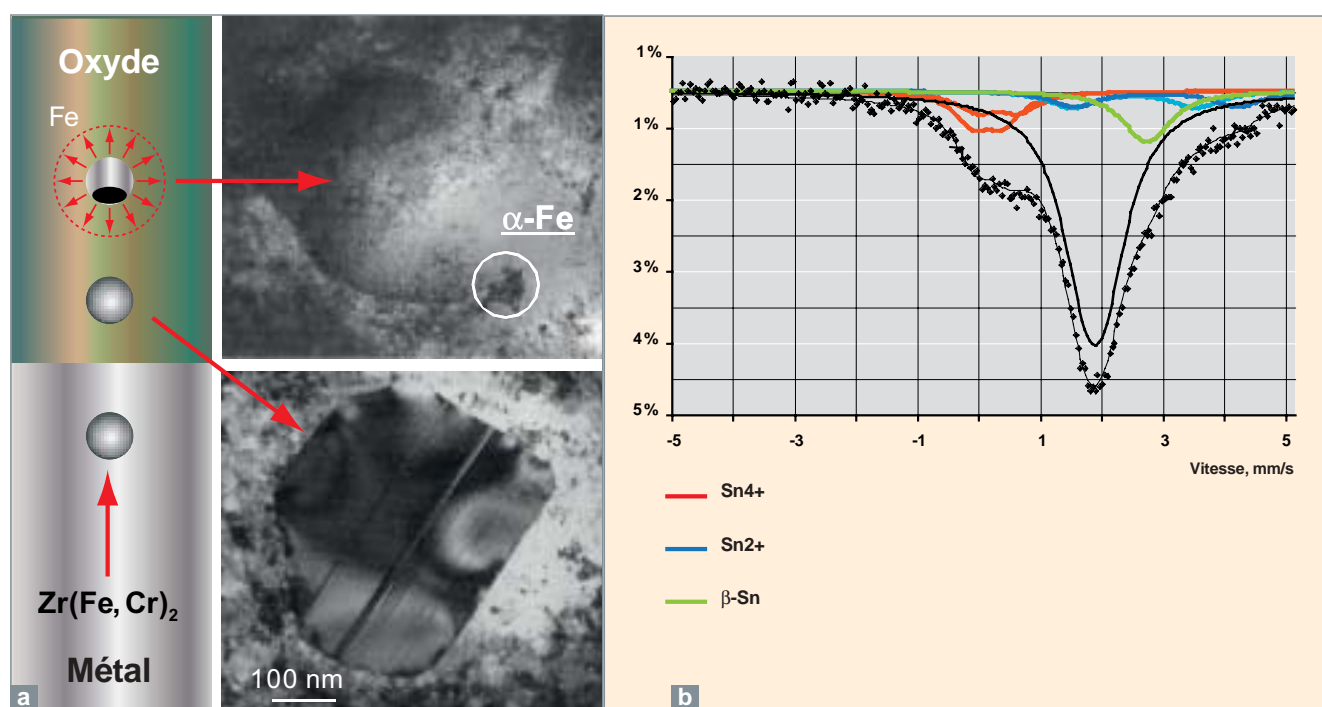 Oxyde
Fe
α-Fe
Zr(Fe, Cr)₂
Métal
100 nm
a
1%
1%
2%
3%
4%
5%
-5 -3 -1 1 3 5
Vitesse, mm/s
Sn4+
Sn2+
β-Sn
b